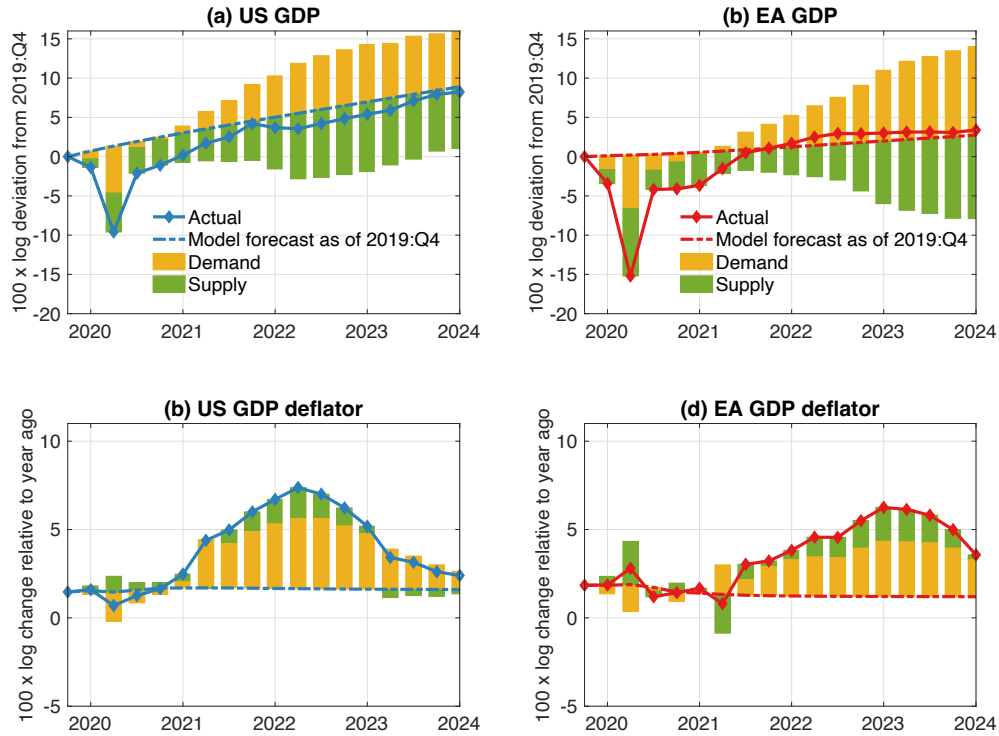 (a) US GDP
100 x log deviation from 2019:Q4
15
10
5
0
-5
-10
-15
-20
Actual
Model forecast as of 2019:Q4
Demand
Supply
2020 2021 2022 2023 2024
(b) EA GDP
100 x log deviation from 2019:Q4
15
10
5
0
-5
-10
-15
-20
Actual
Model forecast as of 2019:Q4
Demand
Supply
2020 2021 2022 2023 2024
(b) US GDP deflator
100 x log change relative to year ago
10
5
0
-5
2020 2021 2022 2023 2024
(d) EA GDP deflator
100 x log change relative to year ago
10
5
0
-5
2020 2021 2022 2023 2024